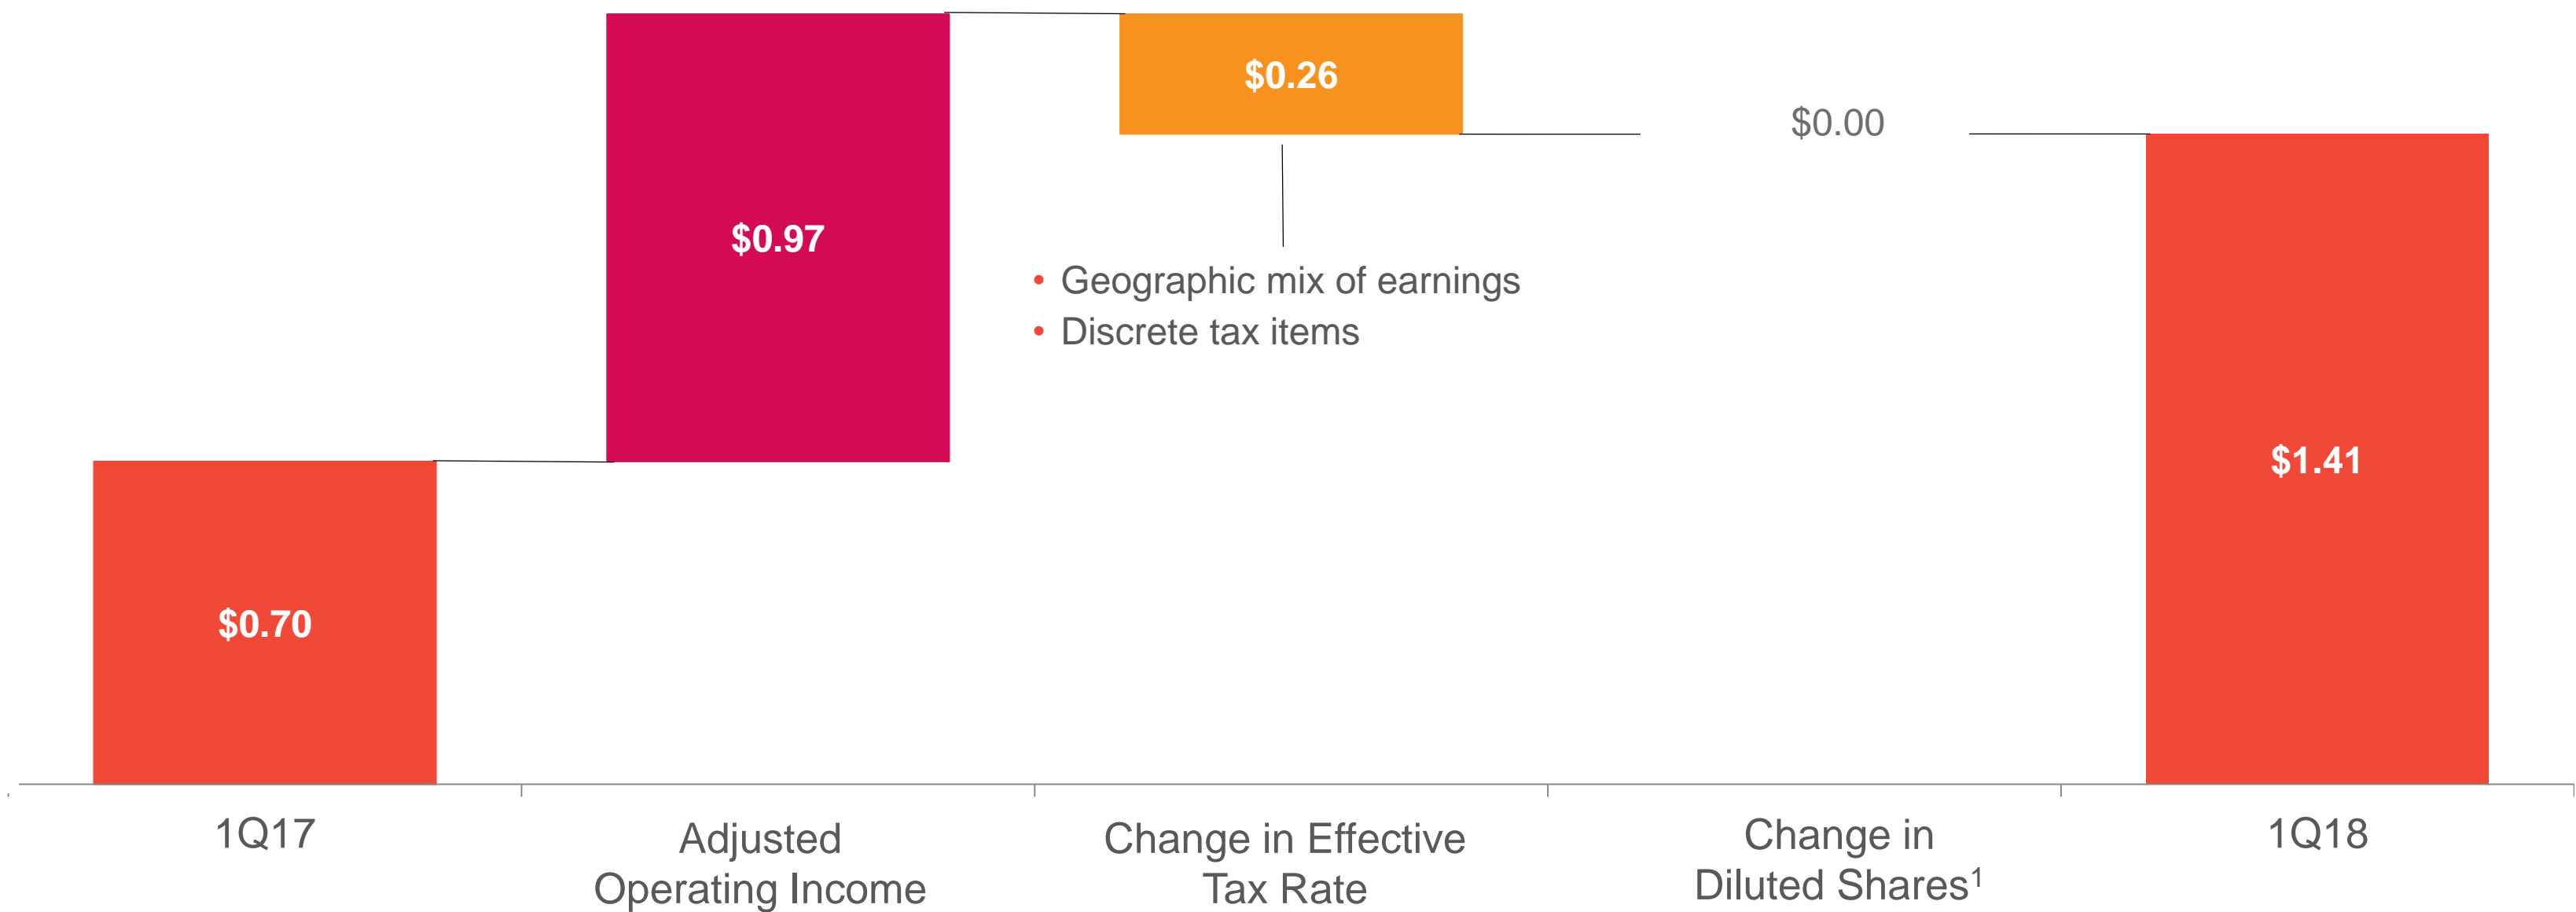 $0.26
$0.00
$0.97
• Geographic mix of earnings
• Discrete tax items
$1.41
$0.70
1Q17
Adjusted
Operating Income
Change in Effective
Tax Rate
Change in
Diluted Shares¹
1Q18